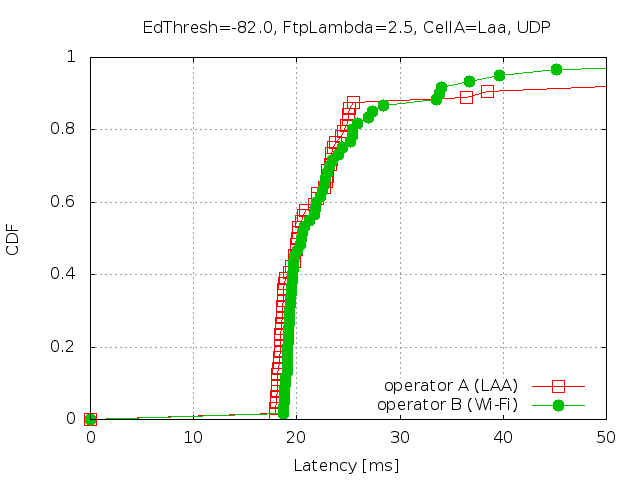 EdThresh=-82.0, FtpLambda=2.5, CellA=Laa, UDP
1
0.8
0.6
0.4
0.2
0
CDF
operator A (LAA)
operator B (Wi-Fi)
0 10 20 30 40 50
Latency [ms]